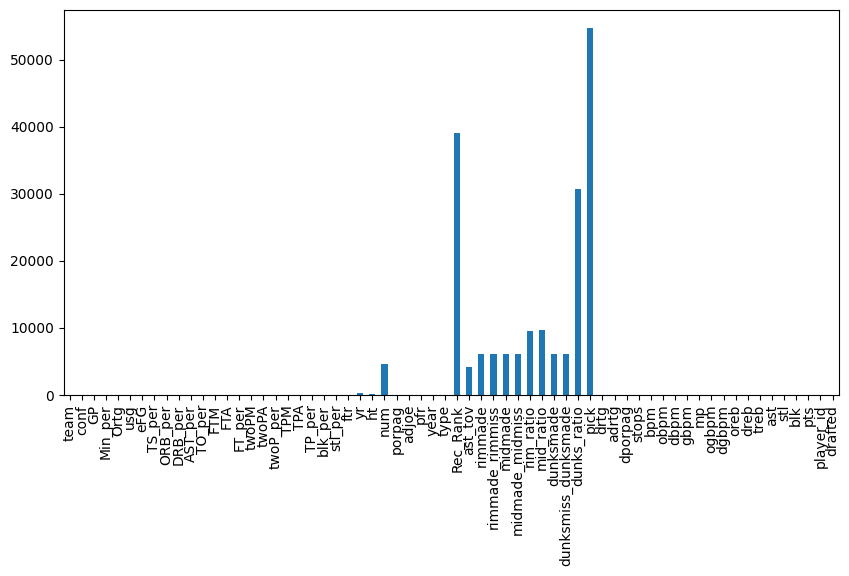 50000
40000
30000
20000
10000
0
team
conf
GP
Min_per
Ortg
usg
eFG
TS_per
ORB_per
DRB_per
AST_per
TO_per
FTM
FTA
FT_per
twoPM
twoPA
twoP_per
TPM
TPA
TP_per
blk_per
stl_per
ftr
yr
ht
num
porpag
adjoe
pfr
year
type
Rec_Rank
ast_tov
rimmade
rimmade_rimmiss
midmade
midmade_midmiss
rim_ratio
mid_ratio
dunksmade
dunksmiss_dunksmade
dunks_ratio
pick
drtg
adrtg
dporpag
stops
bpm
obpm
dbpm
gbpm
mp
ogbpm
dgbpm
oreb
dreb
treb
ast
stl
blk
pts
player_id
drafted